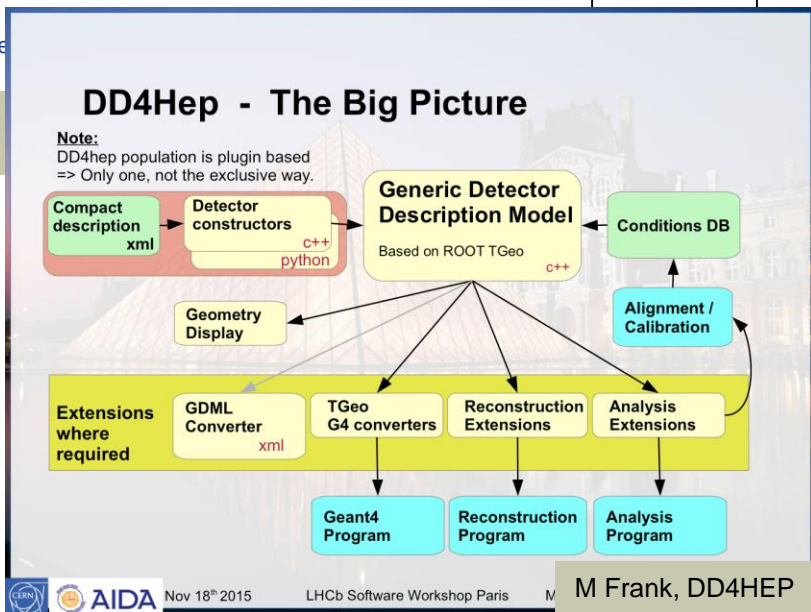 e
DD4Hep - The Big Picture
Note:
DD4hep population is plugin based
=> Only one, not the exclusive way.
Compact
description
xml
Detector
constructors
c++
python
Generic Detector
Description Model
Based on ROOT TGeo
c++
Conditions DB
Geometry
Display
Alignment /
Calibration
Extensions
where
required
GDML
Converter
xml
TGeo
G4 converters
Reconstruction
Extensions
Analysis
Extensions
Geant4
Program
Reconstruction
Program
Analysis
Program
CERN
AIDA
Nov 18th 2015
LHCb Software Workshop Paris
M
M Frank, DD4HEP